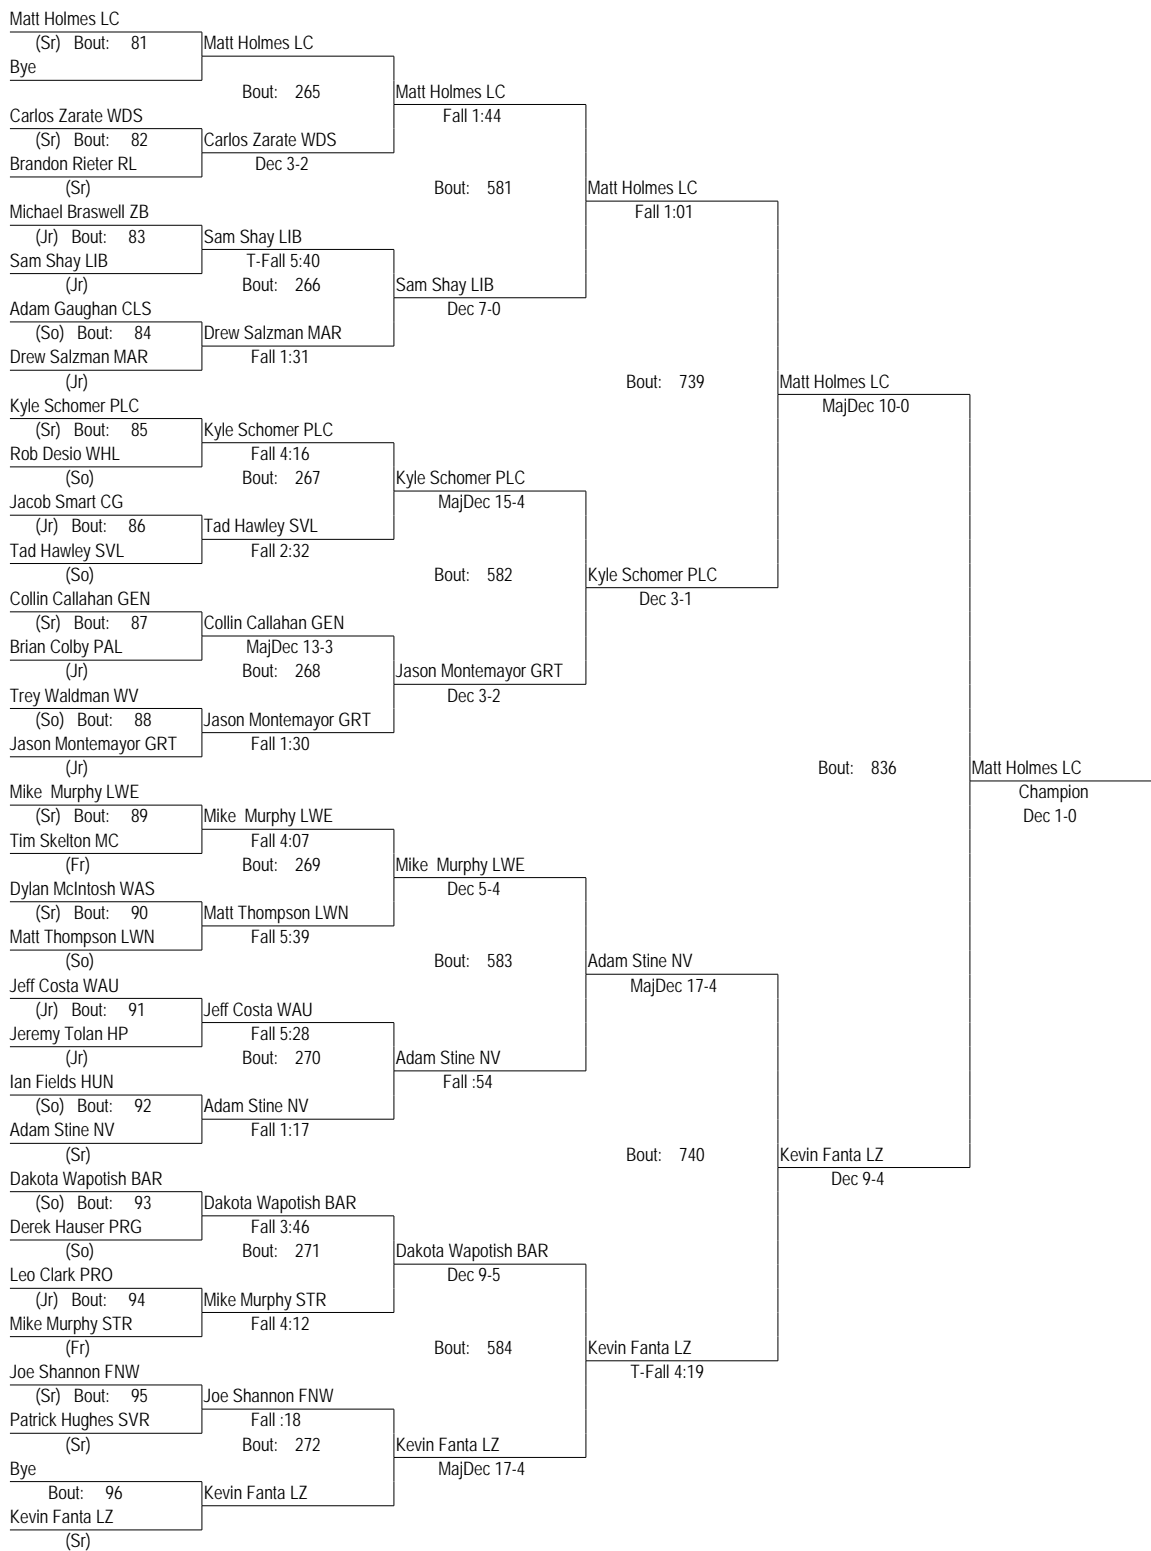 Matt Holmes LC
(Sr) Bout: 81 Matt Holmes LC
Bye
Bout: 265 Matt Holmes LC
Carlos Zarate WDS Fall 1:44
(Sr) Bout: 82 Carlos Zarate WDS
Brandon Rieter RL Dec 3-2
(Sr) Bout: 581 Matt Holmes LC
Michael Braswell ZB Fall 1:01
(Jr) Bout: 83 Sam Shay LIB
Sam Shay LIB T-Fall 5:40
(Jr) Bout: 266 Sam Shay LIB
Adam Gaughan CLS Dec 7-0
(So) Bout: 84 Drew Salzman MAR
Drew Salzman MAR Fall 1:31
(Jr) Bout: 739 Matt Holmes LC
Kyle Schomer PLC MajDec 10-0
(Sr) Bout: 85 Kyle Schomer PLC
Rob Desio WHL Fall 4:16
(So) Bout: 267 Kyle Schomer PLC
Jacob Smart CG MajDec 15-4
(Jr) Bout: 86 Tad Hawley SVL
Tad Hawley SVL Fall 2:32
(So) Bout: 582 Kyle Schomer PLC
Collin Callahan GEN Dec 3-1
(Sr) Bout: 87 Collin Callahan GEN
Brian Colby PAL MajDec 13-3
(Jr) Bout: 268 Jason Montemayor GRT
Trey Waldman WV Dec 3-2
(So) Bout: 88 Jason Montemayor GRT
Jason Montemayor GRT Fall 1:30
(Jr) Bout: 836 Matt Holmes LC
Mike Murphy LWE Champion
(Sr) Bout: 89 Mike Murphy LWE Dec 1-0
Tim Skelton MC Fall 4:07
(Fr) Bout: 269 Mike Murphy LWE
Dylan McIntosh WAS Dec 5-4
(Sr) Bout: 90 Matt Thompson LWN
Matt Thompson LWN Fall 5:39
(So) Bout: 583 Adam Stine NV
Jeff Costa WAU MajDec 17-4
(Jr) Bout: 91 Jeff Costa WAU
Jeremy Tolan HP Fall 5:28
(Jr) Bout: 270 Adam Stine NV
Ian Fields HUN Fall :54
(So) Bout: 92 Adam Stine NV
Adam Stine NV Fall 1:17
(Sr) Bout: 740 Kevin Fanta LZ
Dakota Wapotish BAR Dec 9-4
(So) Bout: 93 Dakota Wapotish BAR
Derek Hauser PRG Fall 3:46
(So) Bout: 271 Dakota Wapotish BAR
Leo Clark PRO Dec 9-5
(Jr) Bout: 94 Mike Murphy STR
Mike Murphy STR Fall 4:12
(Fr) Bout: 584 Kevin Fanta LZ
Joe Shannon FNW T-Fall 4:19
(Sr) Bout: 95 Joe Shannon FNW
Patrick Hughes SVR Fall :18
(Sr) Bout: 272 Kevin Fanta LZ
Bye MajDec 17-4
Bout: 96 Kevin Fanta LZ
Kevin Fanta LZ
(Sr)